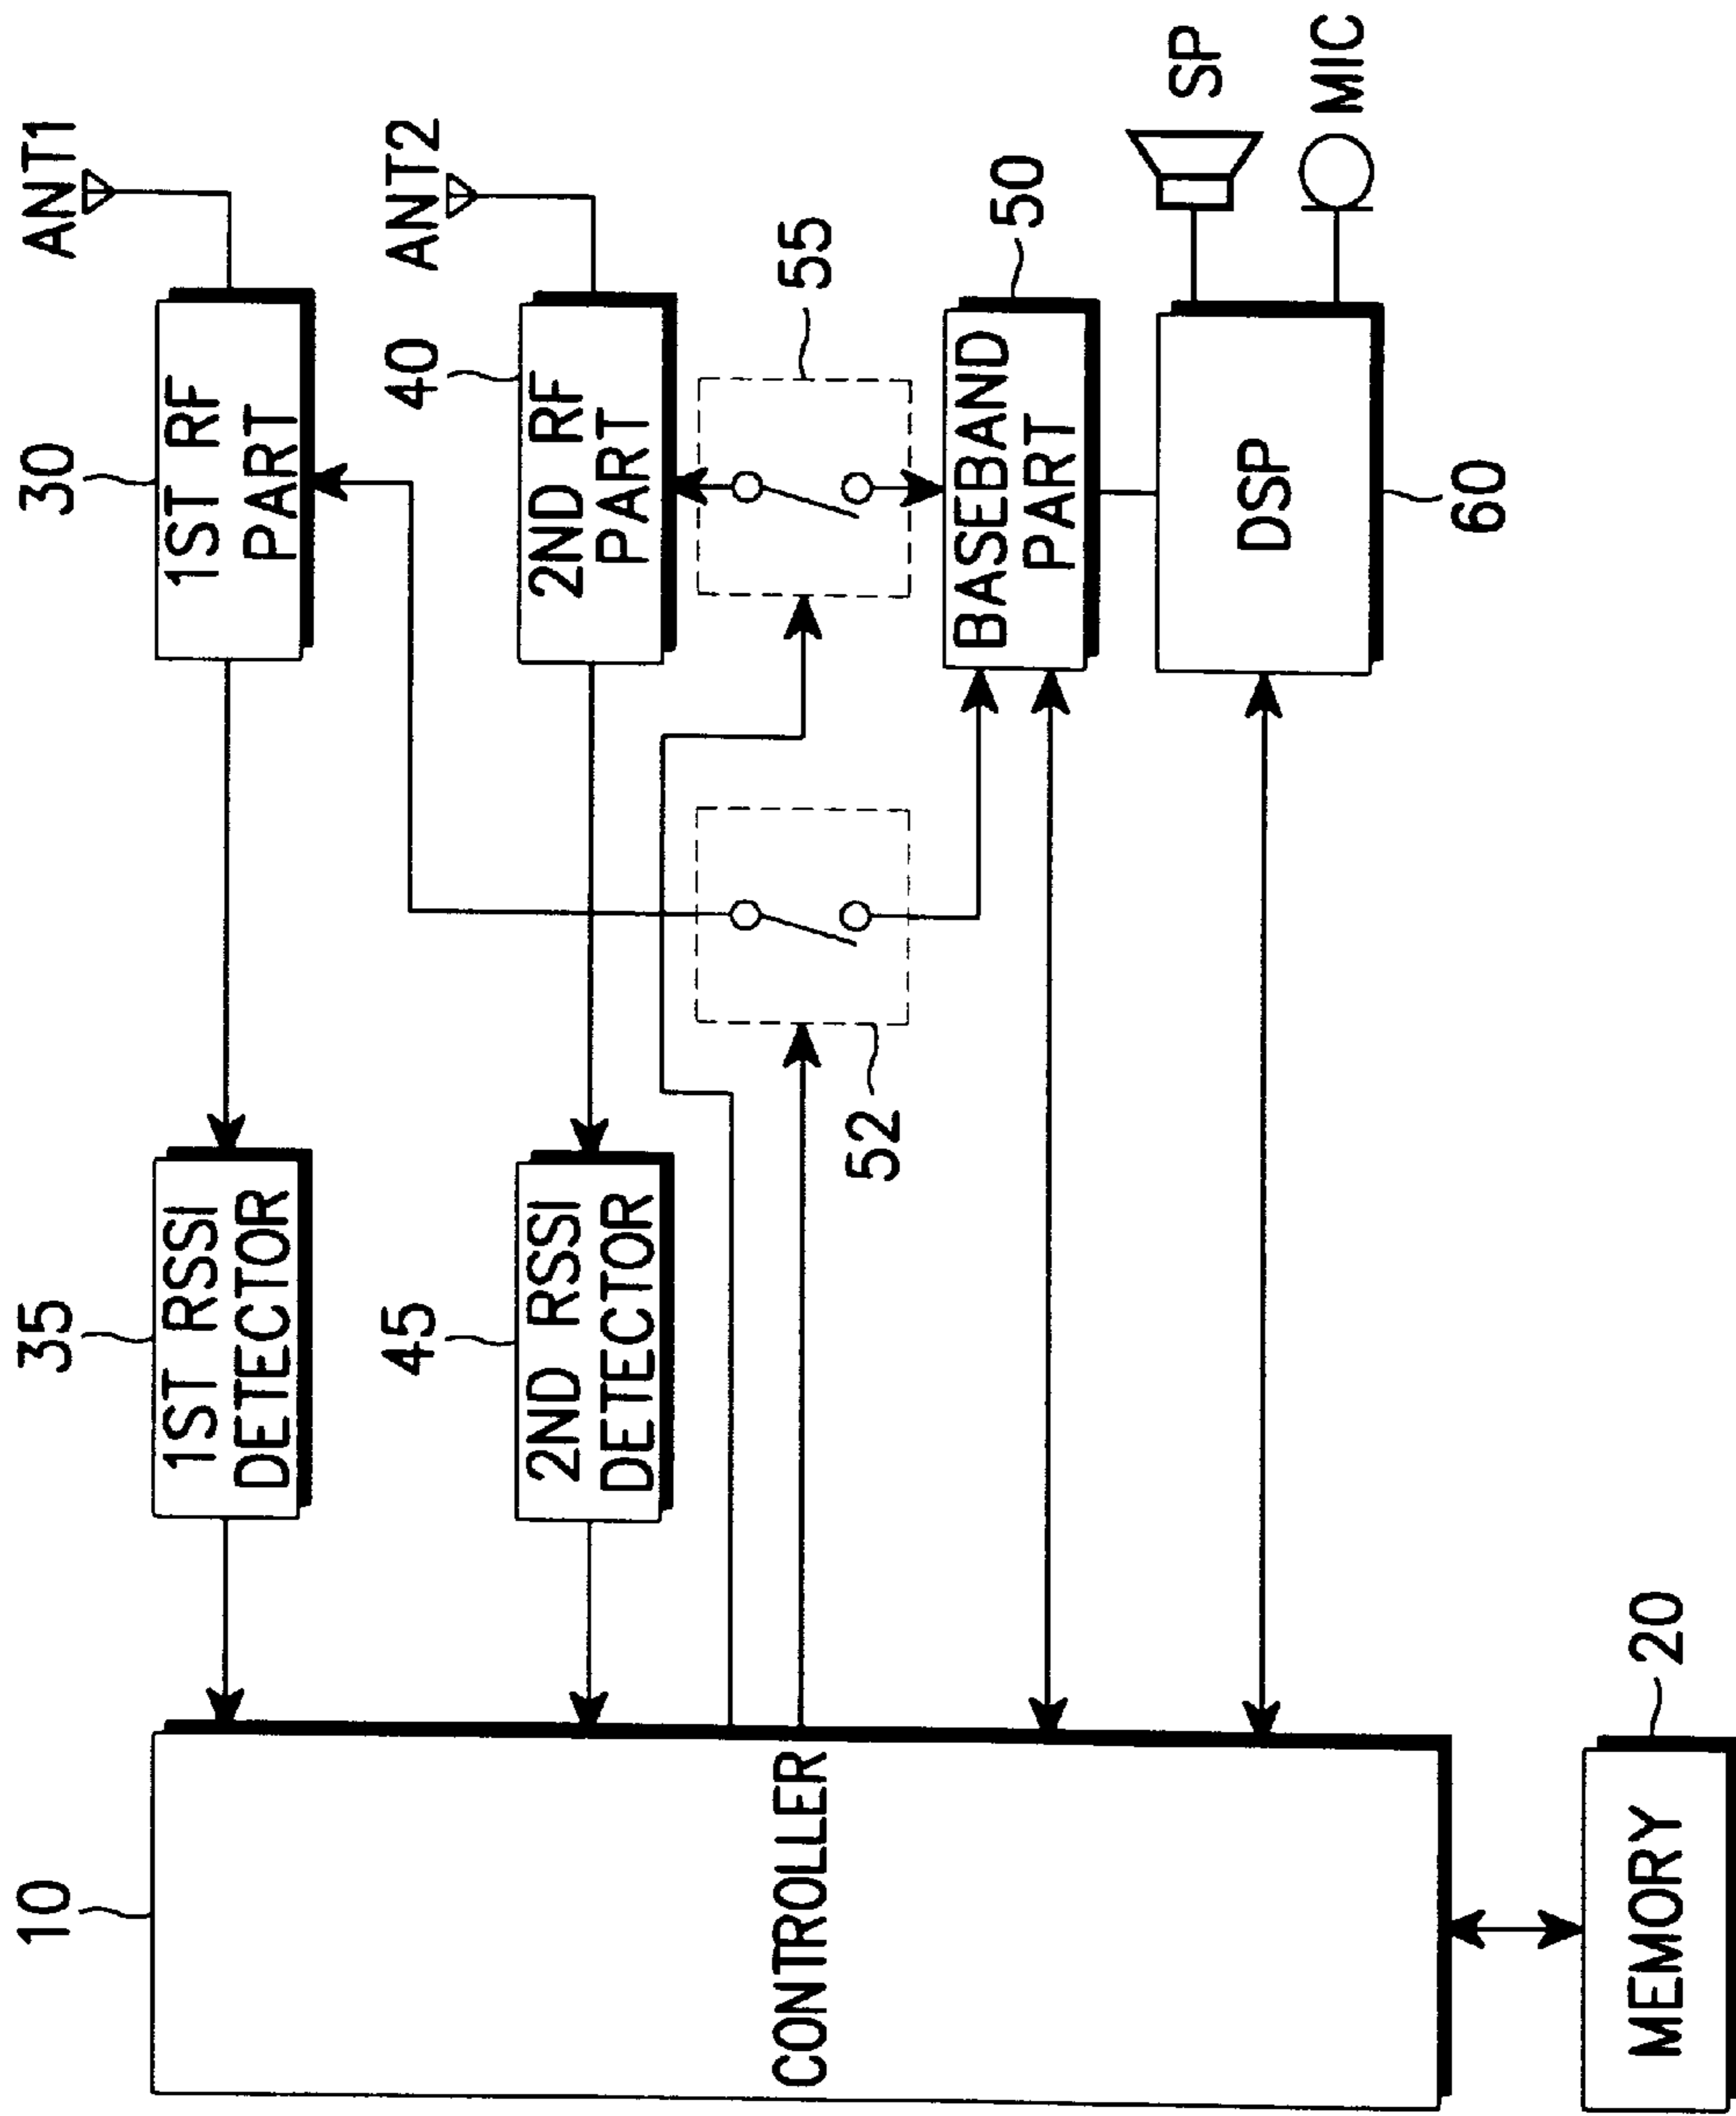 ANT1
30
1ST RF
PART
35
1ST RSSI
DETECTOR
10
CONTROLLER
ANT2
40
2ND RF
PART
45
2ND RSSI
DETECTOR
55
52
50
BASEBAND
PART
SP
MIC
DSP
60
20
MEMORY